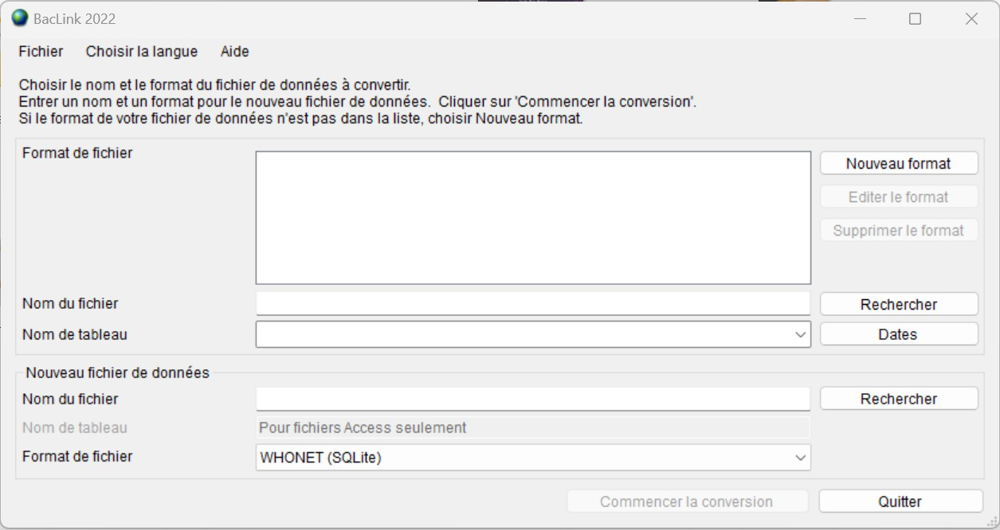 BacLink 2022
Fichier Choisir la langue Aide
Choisir le nom et le format du fichier de données à convertir.
Entrer un nom et un format pour le nouveau fichier de données. Cliquer sur 'Commencer la conversion'.
Si le format de votre fichier de données n'est pas dans la liste, choisir Nouveau format.
Format de fichier
Nouveau format
Editer le format
Supprimer le format
Nom du fichier
Rechercher
Nom de tableau
Dates
Nouveau fichier de données
Nom du fichier
Rechercher
Nom de tableau
Pour fichiers Access seulement
Format de fichier
WHONET (SQLite)
Commencer la conversion
Quitter